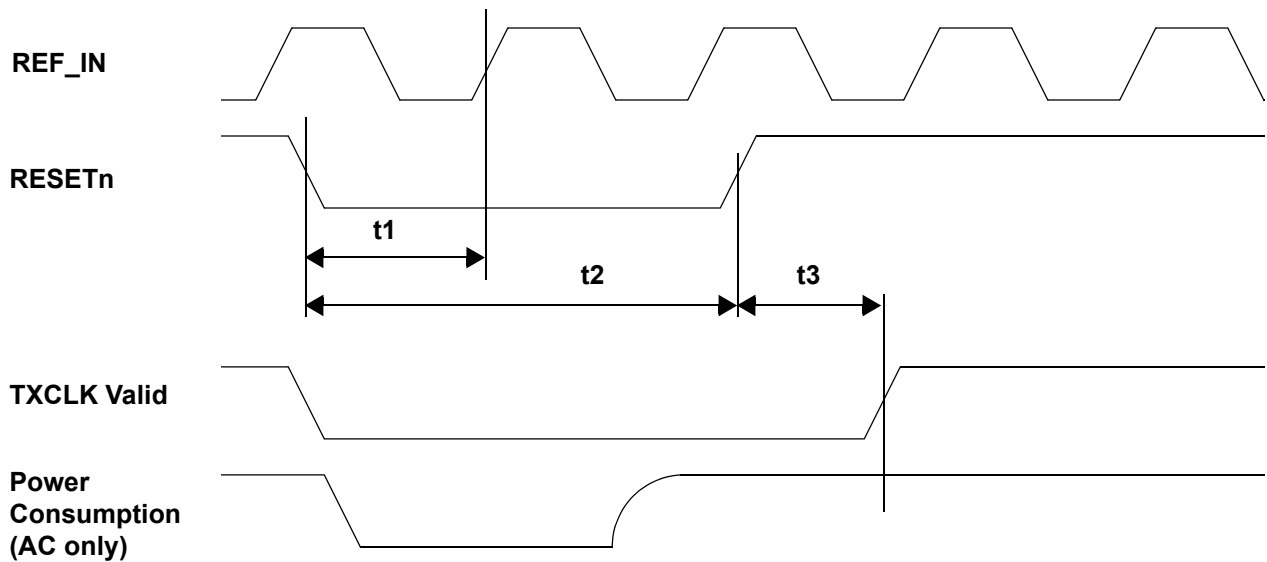 REF_IN
RESETn
t1
t2
t3
TXCLK Valid
Power
Consumption
(AC only)